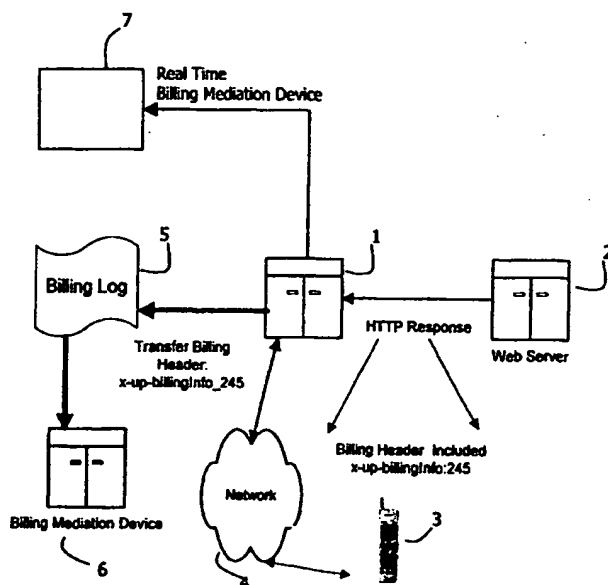 7
Real Time
Billing Mediation Device
5
1
2
Billing Log
HTTP Response
Web Server
Transfer Billing
Header:
x-up-billingInfo_245
Billing Header Included
x-up-billingInfo:245
Network
3
Billing Mediation Device
6
4